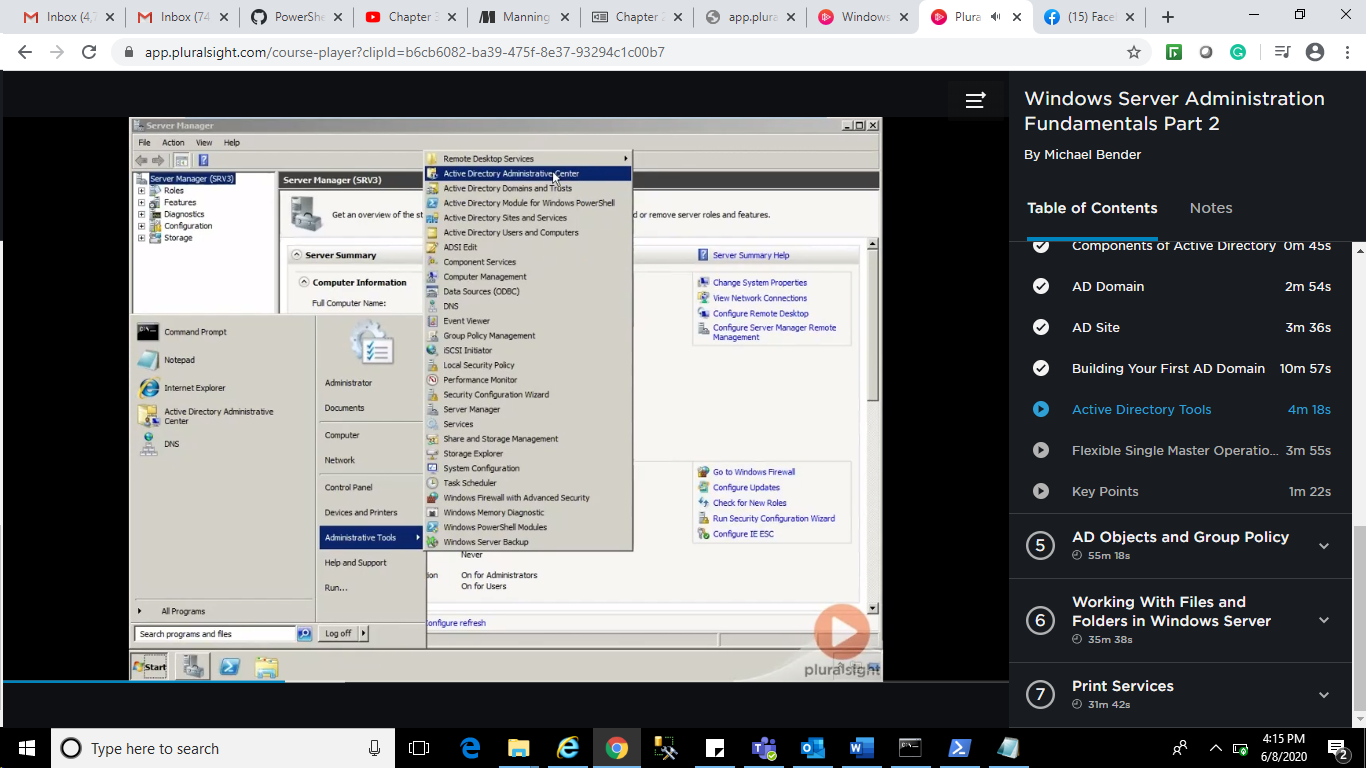 Inbox (4,7
Inbox (74
PowerShe
Chapter 3
Manning
Chapter 2
app.plura
Windows
Plura
(15) Face
app.pluralsight.com/course-player?clipId=b6cb6082-ba39-475f-8e37-93294c1c00b7
Server Manager
File Action View Help
Server Manager (SRV3)
Roles
Features
Diagnostics
Configuration
Storage
Server Manager (SRV3)
Get an overview of the st
d or remove server roles and features.
Server Summary
Server Summary Help
Computer Information
Full Computer Name:
Change System Properties
View Network Connections
Configure Remote Desktop
Configure Server Manager Remote
Management
Remote Desktop Services
Active Directory Administrative Center
Active Directory Domains and Trusts
Active Directory Module for Windows PowerShell
Active Directory Sites and Services
Active Directory Users and Computers
ADSI Edit
Component Services
Computer Management
Data Sources (ODBC)
DNS
Event Viewer
Group Policy Management
iSCSI Initiator
Local Security Policy
Performance Monitor
Security Configuration Wizard
Server Manager
Services
Share and Storage Management
Storage Explorer
System Configuration
Task Scheduler
Windows Firewall with Advanced Security
Windows Memory Diagnostic
Windows PowerShell Modules
Windows Server Backup
Command Prompt
Notepad
Internet Explorer
Active Directory Administrative
Center
DNS
All Programs
Search programs and files
Administrator
Documents
Computer
Network
Control Panel
Devices and Printers
Administrative Tools
Help and Support
Run...
Log off
Go to Windows Firewall
Configure Updates
Check for New Roles
Run Security Configuration Wizard
Configure IE ESC
Never
tion
On for Administrators
On for Users
onfigure refresh
Start
pluralsight
Windows Server Administration
Fundamentals Part 2
By Michael Bender
Table of Contents Notes
Components of Active Directory 0m 45s
AD Domain 2m 54s
AD Site 3m 36s
Building Your First AD Domain 10m 57s
Active Directory Tools 4m 18s
Flexible Single Master Operatio... 3m 55s
Key Points 1m 22s
5 AD Objects and Group Policy
55m 18s
6 Working With Files and
Folders in Windows Server
35m 38s
7 Print Services
31m 42s
Type here to search
4:15 PM
6/8/2020
2